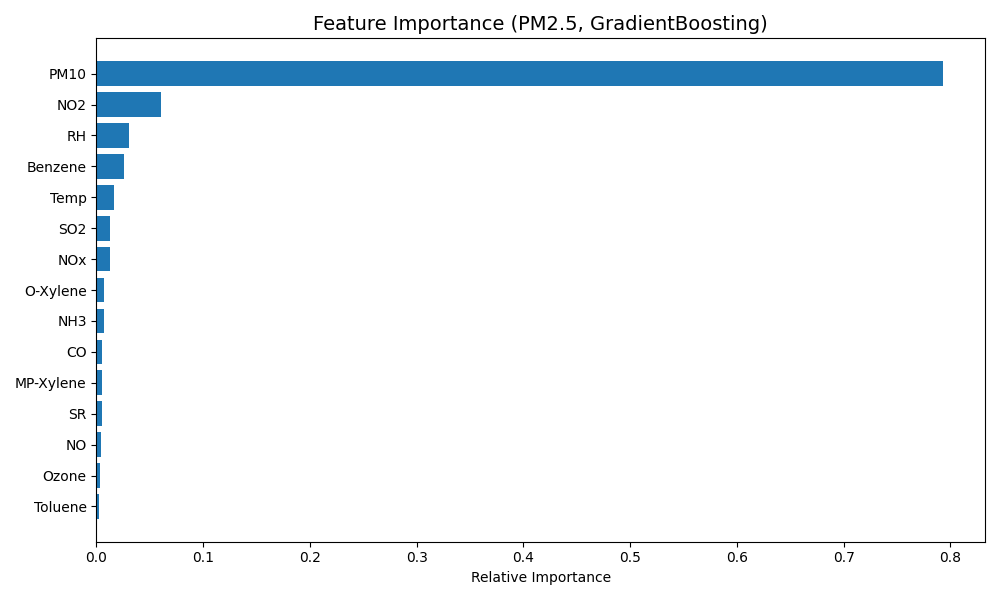 Feature Importance (PM2.5, GradientBoosting)
PM10
NO2
RH
Benzene
Temp
SO2
NOx
O-Xylene
NH3
CO
MP-Xylene
SR
NO
Ozone
Toluene
0.0 0.1 0.2 0.3 0.4 0.5 0.6 0.7 0.8
Relative Importance